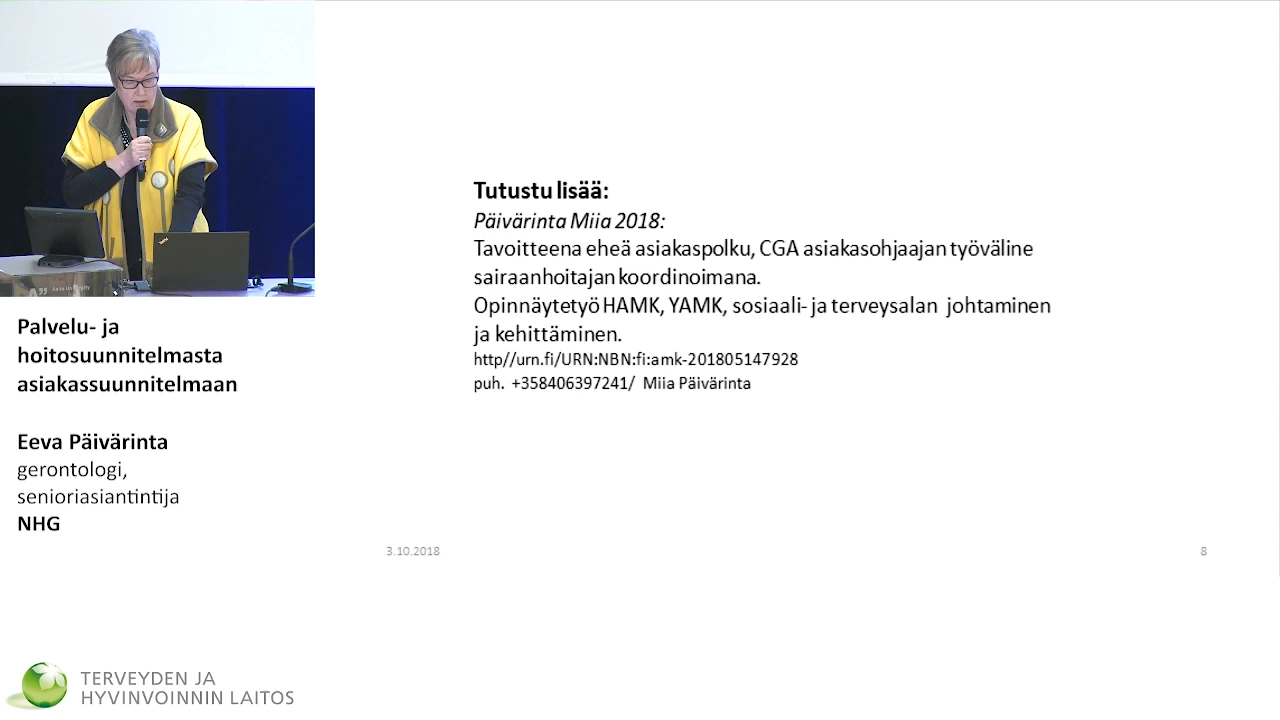 Aalto University
Palvelu- ja
hoitosuunnitelmasta
asiakassuunnitelmaan
Eeva Päivärinta
gerontologi,
senioriasiantintija
NHG
Tutustu lisää:
Päivärinta Miia 2018:
Tavoitteena eheä asiakaspolku, CGA asiakasohjaajan työväline
sairaanhoitajan koordinoimana.
Opinnäytetyö HAMK, YAMK, sosiaali- ja terveysalan johtaminen
ja kehittäminen.
http//urn.fi/URN:NBN:fi:amk-201805147928
puh. +358406397241/ Miia Päivärinta
3.10.2018
8
TERVEYDEN JA
HYVINVOINNIN LAITOS